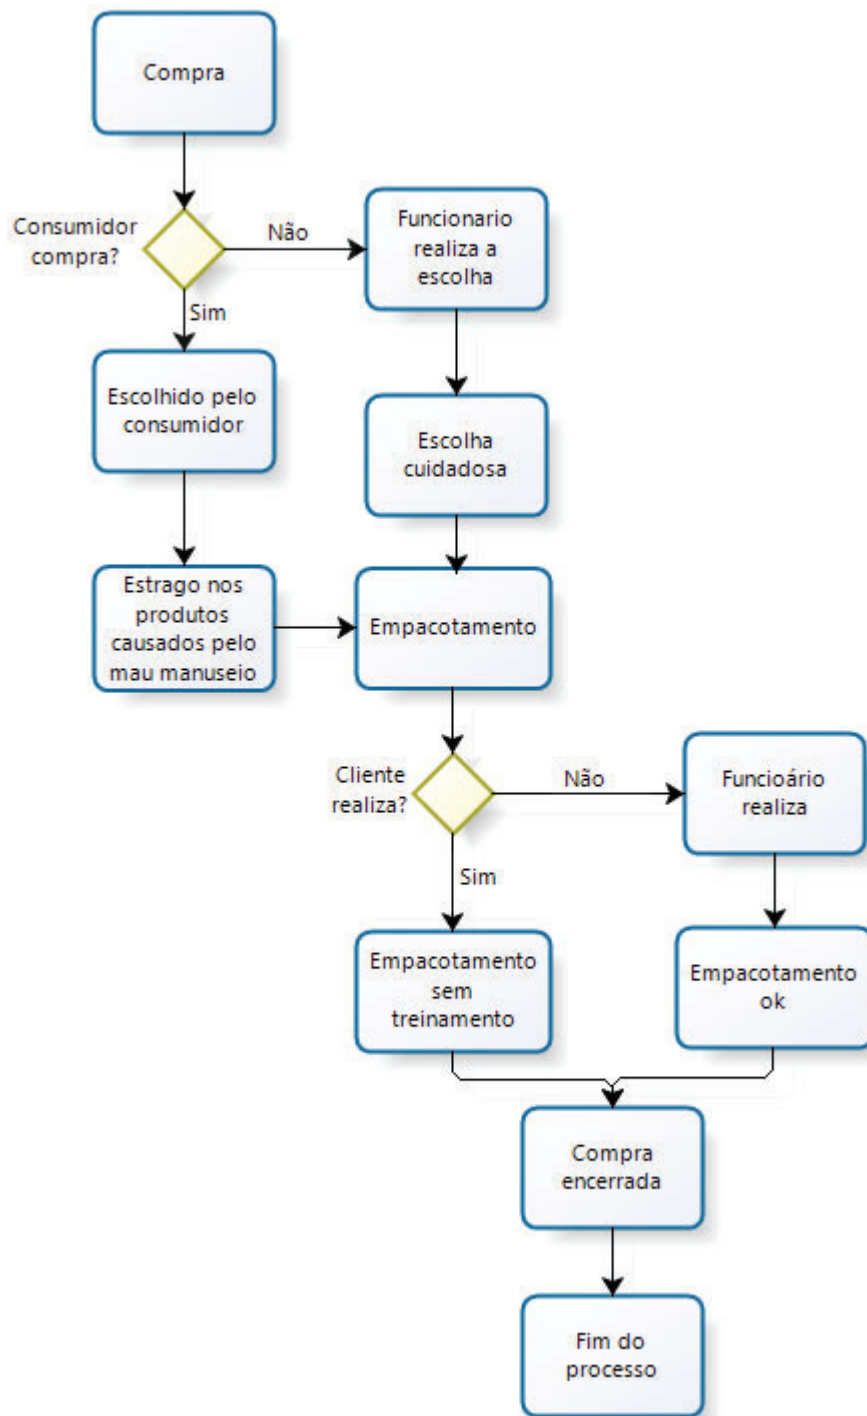 Compra
Consumidor
compra?
Não
Funcionario
realiza a
escolha
Sim
Escolhido pelo
consumidor
Escolha
cuidadosa
Estrago nos
produtos
causados pelo
mau manuseio
Empacotamento
Cliente
realiza?
Não
Funcioário
realiza
Sim
Empacotamento
sem
treinamento
Empacotamento
ok
Compra
encerrada
Fim do
processo